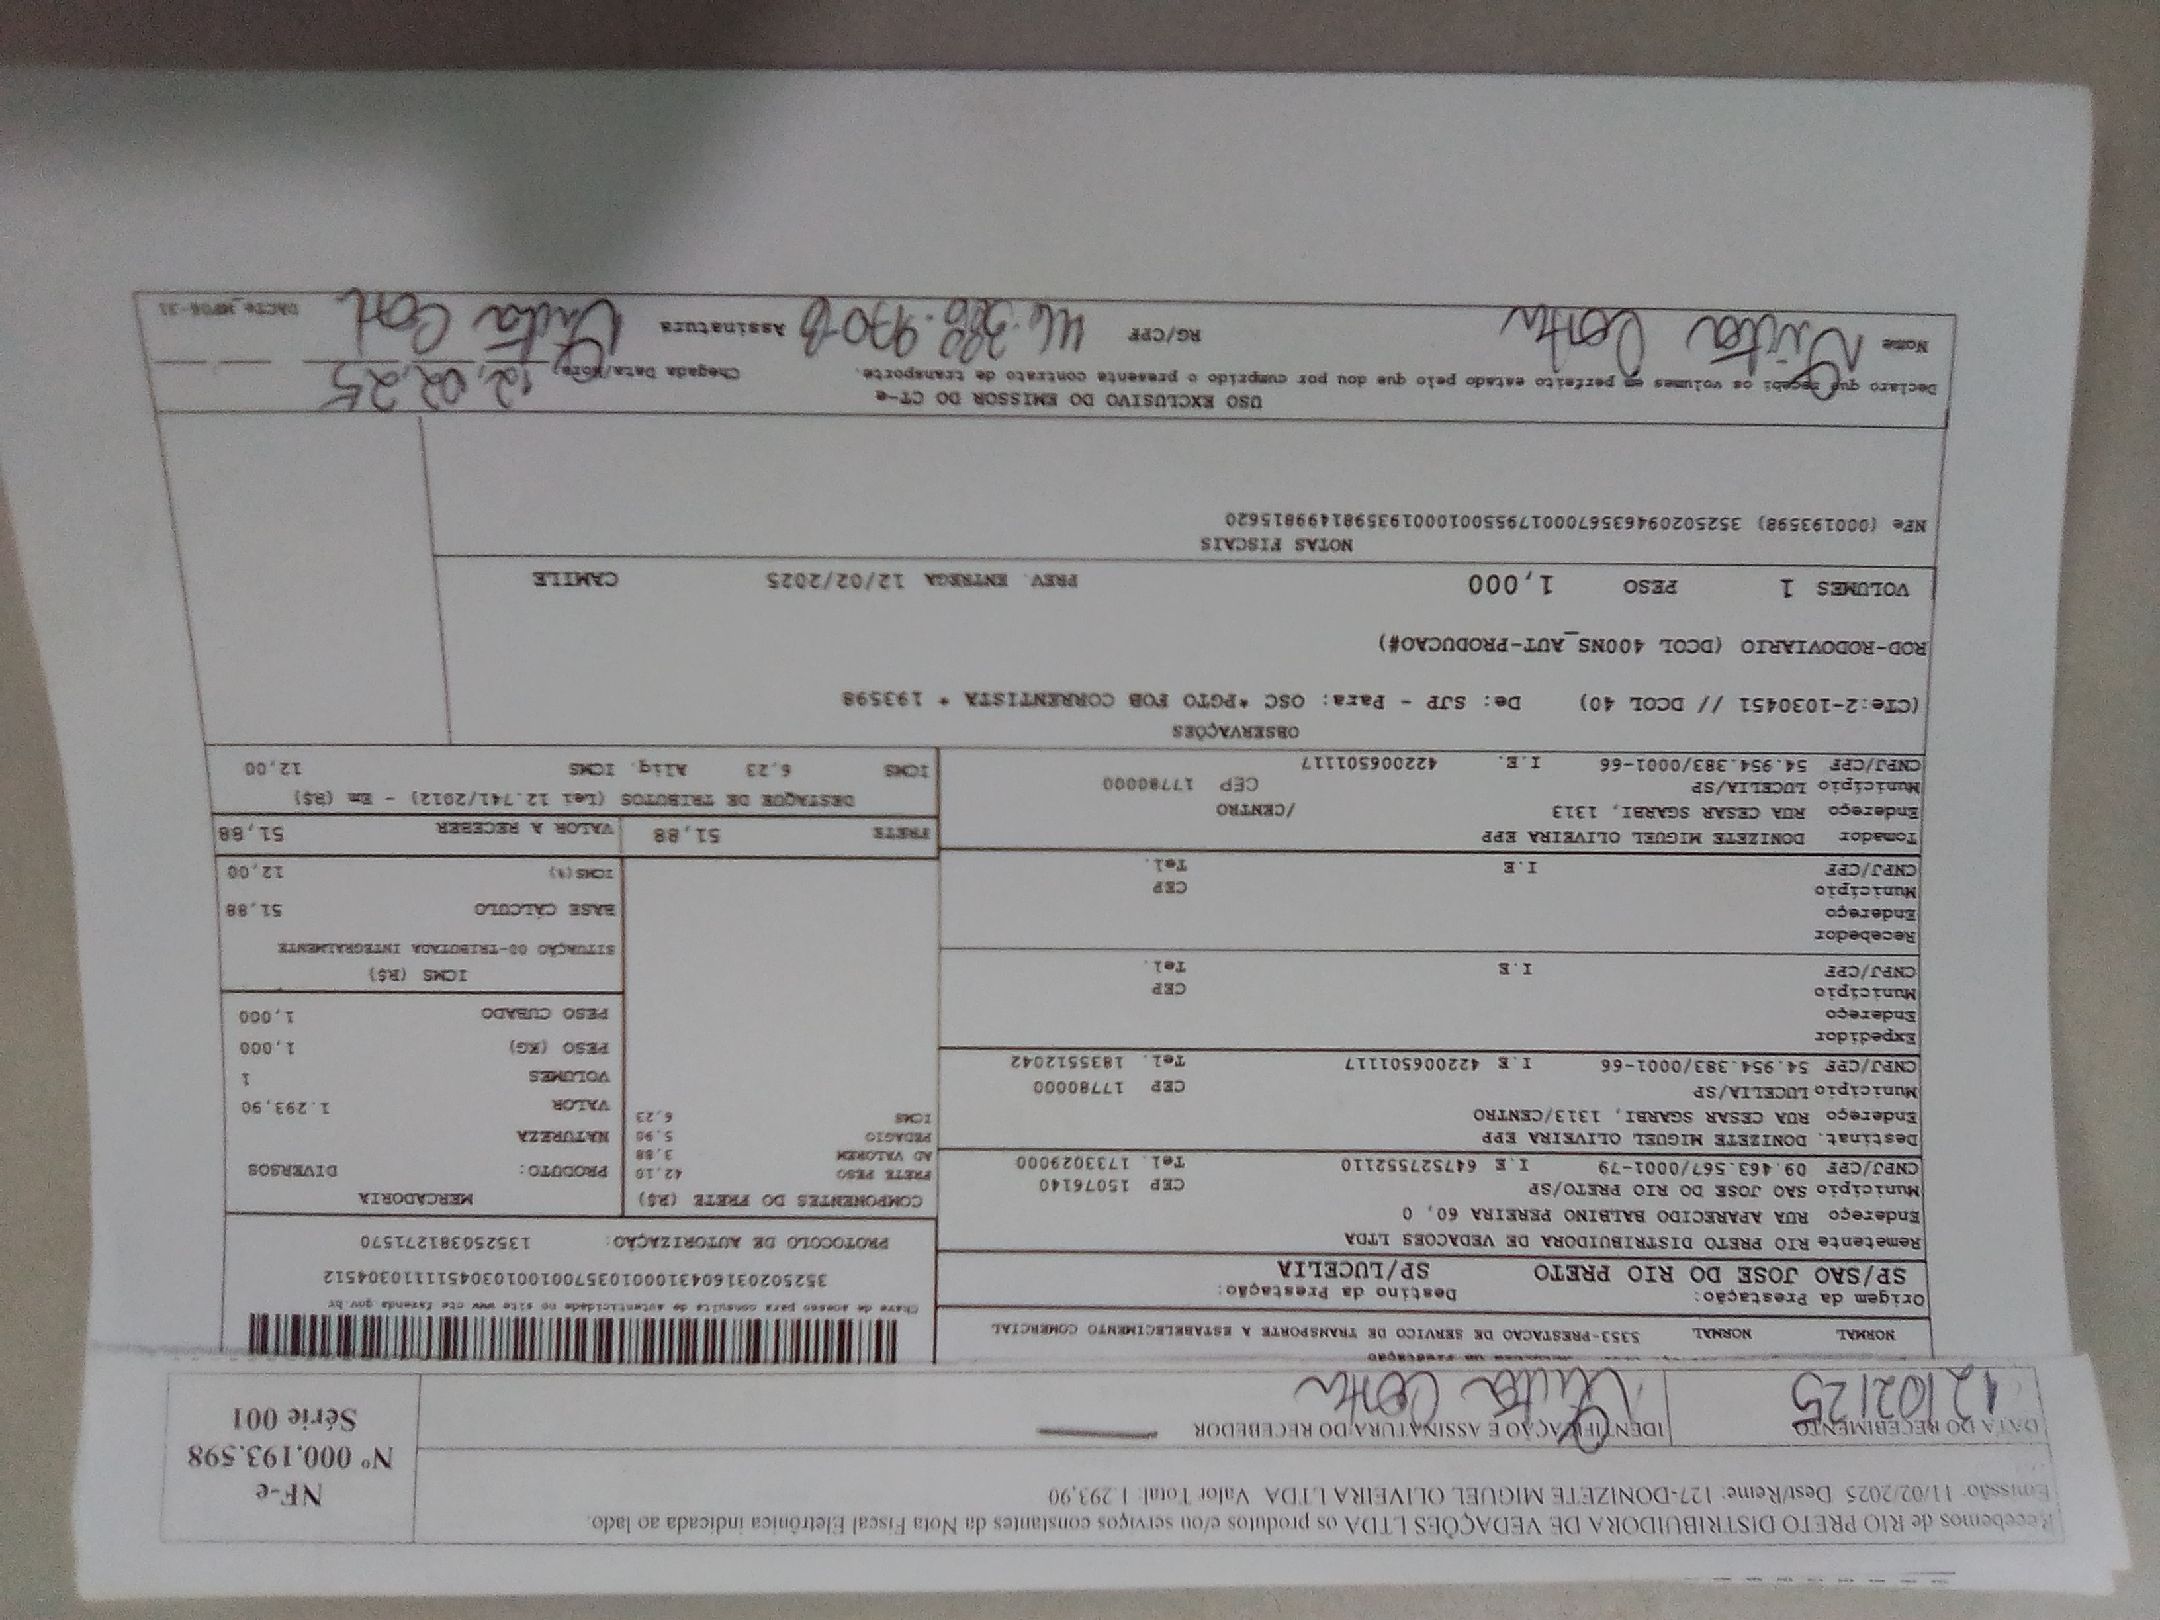 Recebemos de RIO PRETO DISTRIBUIDORA DE VEDAÇÕES LTDA os produtos e/ou serviços constantes da Nota Fiscal Eletrônica indicada ao lado.
Emissão: 11/02/2025 Dest/Reme: 127-DONIZETE MIGUEL OLIVEIRA LTDA Valor Total: 1.293,90
NF-e
Nº 000.193.598
Série 001
DATA DO RECEBIMENTO
12/02/25
IDENTIFICAÇÃO E ASSINATURA DO RECEBEDOR
NORMAL NORMAL 5353-PRESTACAO DE SERVICO DE TRANSPORTE A ESTABELECIMENTO COMERCIAL
Origem da Prestação: Destino da Prestação:
SP/SAO JOSE DO RIO PRETO SP/LUCELIA
Remetente RIO PRETO DISTRIBUIDORA DE VEDACOES LTDA
Endereço RUA APARECIDO BALBINO PEREIRA 60, 0
Município SAO JOSE DO RIO PRETO/SP CEP 15076140
CNPJ/CPF 09.463.567/0001-79 I.E 647527552110 Tel. 1733029000
Destinat. DONIZETE MIGUEL OLIVEIRA EPP
Endereço RUA CESAR SGARBI, 1313/CENTRO
Município LUCELIA/SP CEP 17780000
CNPJ/CPF 54.954.383/0001-66 I.E 422006501117 Tel. 1835512042
Expedidor
Endereço
Município CEP
CNPJ/CPF I.E Tel.
Recebedor
Endereço
Município CEP
CNPJ/CPF I.E Tel.
Tomador DONIZETE MIGUEL OLIVEIRA EPP
Endereço RUA CESAR SGARBI, 1313 /CENTRO
Município LUCELIA/SP CEP 17780000
CNPJ/CPF 54.954.383/0001-66 I.E. 422006501117
Chave de acesso para consulta de autenticidade no site www.cte.fazenda.gov.br
35250203160431000103570010010304511110304512
PROTOCOLO DE AUTORIZAÇÃO: 135250381271570
COMPONENTES DO FRETE (R$)
FRETE PESO 42,10
AD VALOREM 3,88
PEDAGIO 5,90
ICMS 6,23
MERCADORIA
PRODUTO: DIVERSOS
NATUREZA
VALOR 1.293,90
VOLUMES 1
PESO (KG) 1,000
PESO CUBADO 1,000
ICMS (R$)
SITUAÇÃO 00-TRIBUTADA INTEGRALMENTE
BASE CÁLCULO 51,88
ICMS(%) 12,00
FRETE 51,88 VALOR A RECEBER 51,88
DESTAQUE DE TRIBUTOS (Lei 12.741/2012) - Em (R$)
ICMS 6,23 Aliq. ICMS 12,00
OBSERVAÇÕES
(CTe:2-1030451 // DCOL 40) De: SJP - Para: OSC *PGTO FOB CORRENTISTA * 193598
ROD-RODOVIARIO (DCOL 400NS_AUT-PRODUCAO#)
VOLUMES 1 PESO 1,000 PREV. ENTREGA 12/02/2025 CAMILE
NOTAS FISCAIS
NFe (000193598) 35250209463567000179550010001935981499815620
USO EXCLUSIVO DO EMISSOR DO CT-e
Declaro que recebi os volumes em perfeito estado pelo que dou por cumprido o presente contrato de transporte. Chegada Data/Hora 12,02,25
Nome RG/CPF Assinatura